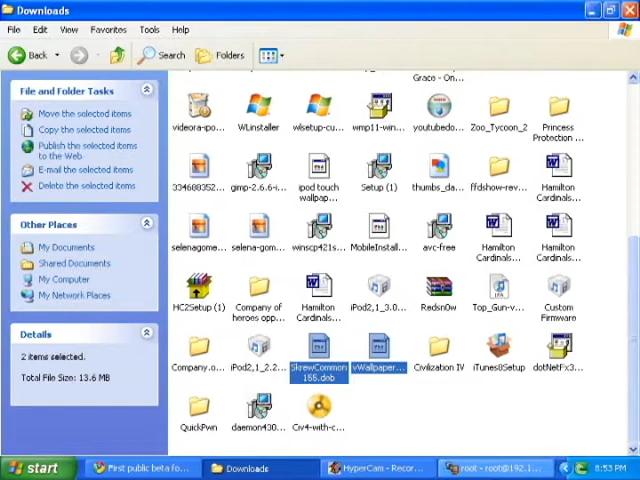 Downloads
File Edit View Favorites Tools Help
Back Search Folders
File and Folder Tasks
Move the selected items
Copy the selected items
Publish the selected items
to the Web
E-mail the selected items
Delete the selected items
Other Places
My Documents
Shared Documents
My Computer
My Network Places
Details
2 items selected.
Total File Size: 13.6 MB
Grace - On...
videora-ipo... WLinstaller wlsetup-cu... wmp11-win... youtubedo... Zoo_Tycoon_2 Princess
Protection ...
334688352... gimp-2.6.6-i... ipod touch
wallpap... Setup (1) thumbs_da... ffdshow-rev... Hamilton
Cardinals...
selenagome... selena-gom... winscp421s... MobileInstall... avc-free Hamilton
Cardinals... Hamilton
Cardinals...
HC2Setup (1) Company of
heroes opp... Hamilton
Cardinals... iPod2,1_3.0... Redsn0w Top_Gun-v... Custom
Firmware
Company.o... iPod2,1_2.2... SkrewCommon
155.deb vWallpaper... Civilization IV iTunes8Setup dotNetFx3...
QuickPwn daemon430... Civ4-with-c...
start First public beta fo... Downloads HyperCam - Recor... root - root@192.1... 8:53 PM